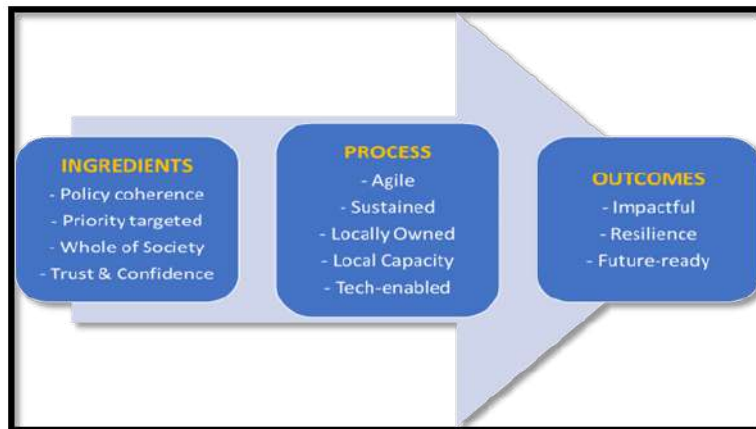 INGREDIENTS
- Policy coherence
- Priority targeted
- Whole of Society
- Trust & Confidence
PROCESS
- Agile
- Sustained
- Locally Owned
- Local Capacity
- Tech-enabled
OUTCOMES
- Impactful
- Resilience
- Future-ready